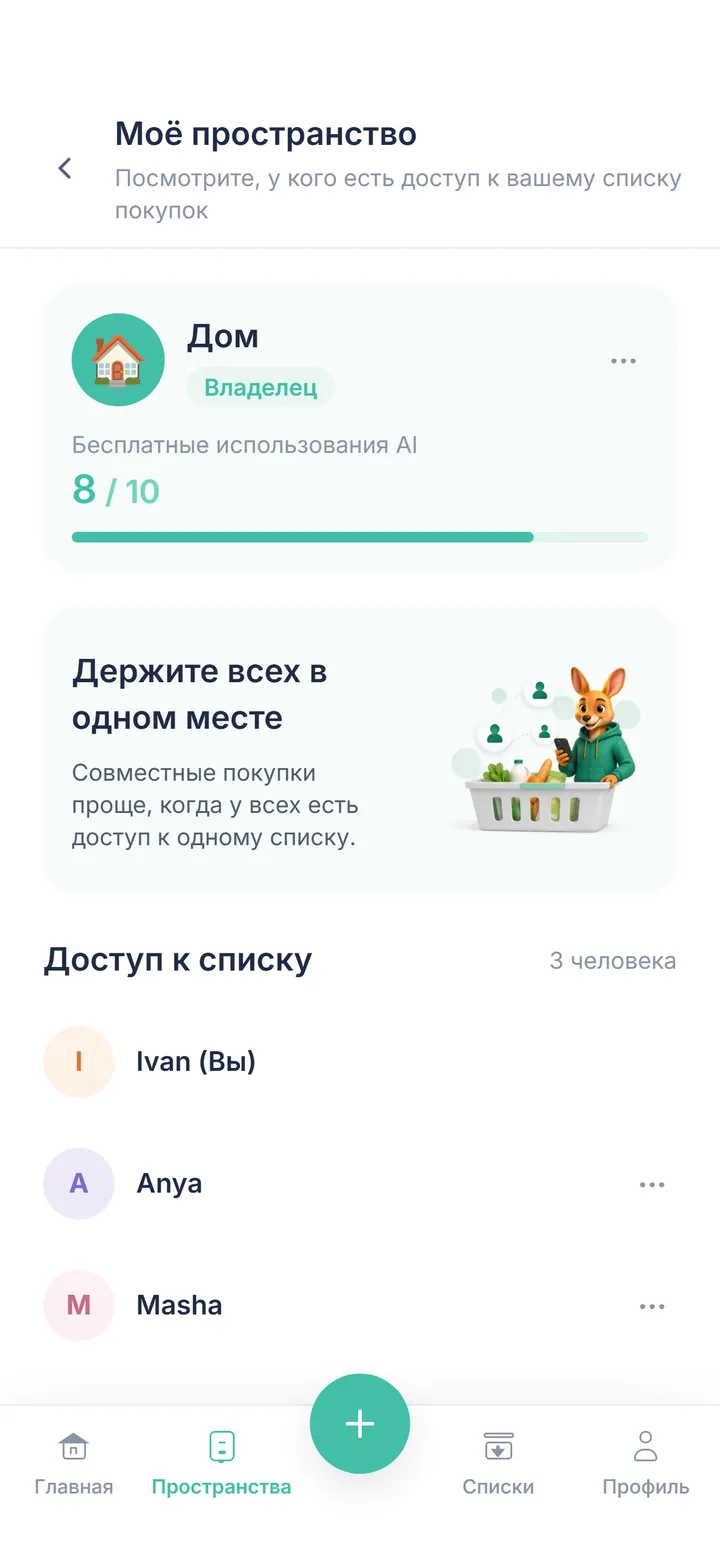 Моё пространство
Посмотрите, у кого есть доступ к вашему списку
покупок
Дом
Владелец
Бесплатные использования AI
8 / 10
Держите всех в
одном месте
Совместные покупки
проще, когда у всех есть
доступ к одному списку.
Доступ к списку
3 человека
I
Ivan (Вы)
A
Anya
M
Masha
Главная
Пространства
Списки
Профиль